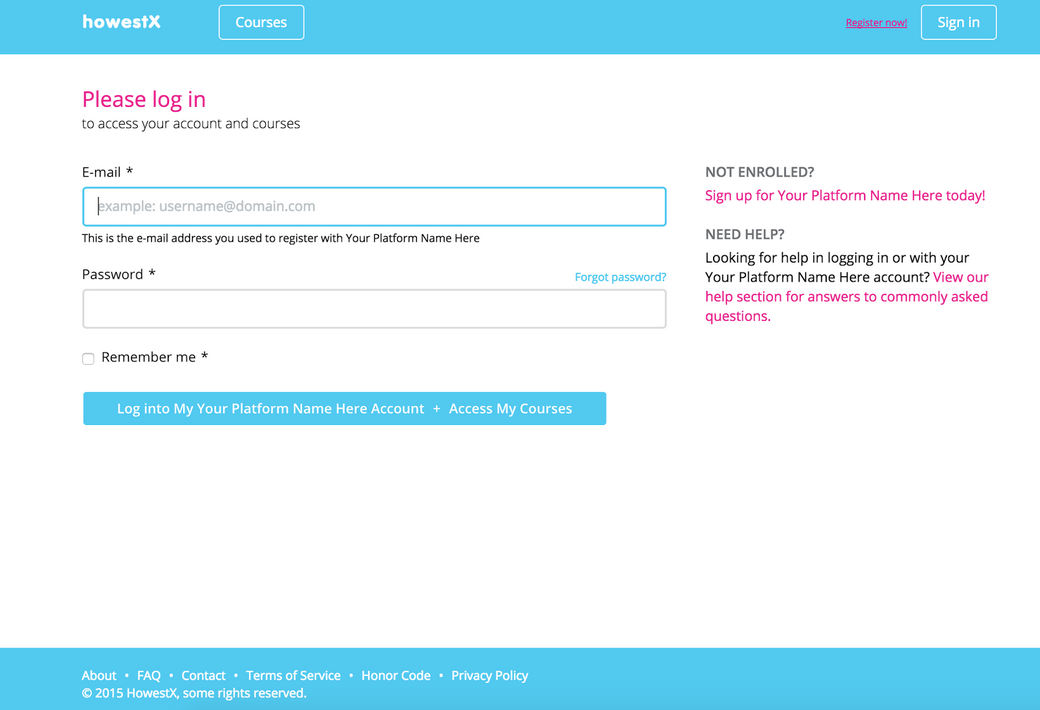 howestX
Courses
Register now!
Sign in
Please log in
to access your account and courses
E-mail *
example: username@domain.com
This is the e-mail address you used to register with Your Platform Name Here
Password *
Forgot password?
Remember me *
Log into My Your Platform Name Here Account + Access My Courses
NOT ENROLLED?
Sign up for Your Platform Name Here today!
NEED HELP?
Looking for help in logging in or with your
Your Platform Name Here account? View our
help section for answers to commonly asked
questions.
About • FAQ • Contact • Terms of Service • Honor Code • Privacy Policy
© 2015 HowestX, some rights reserved.